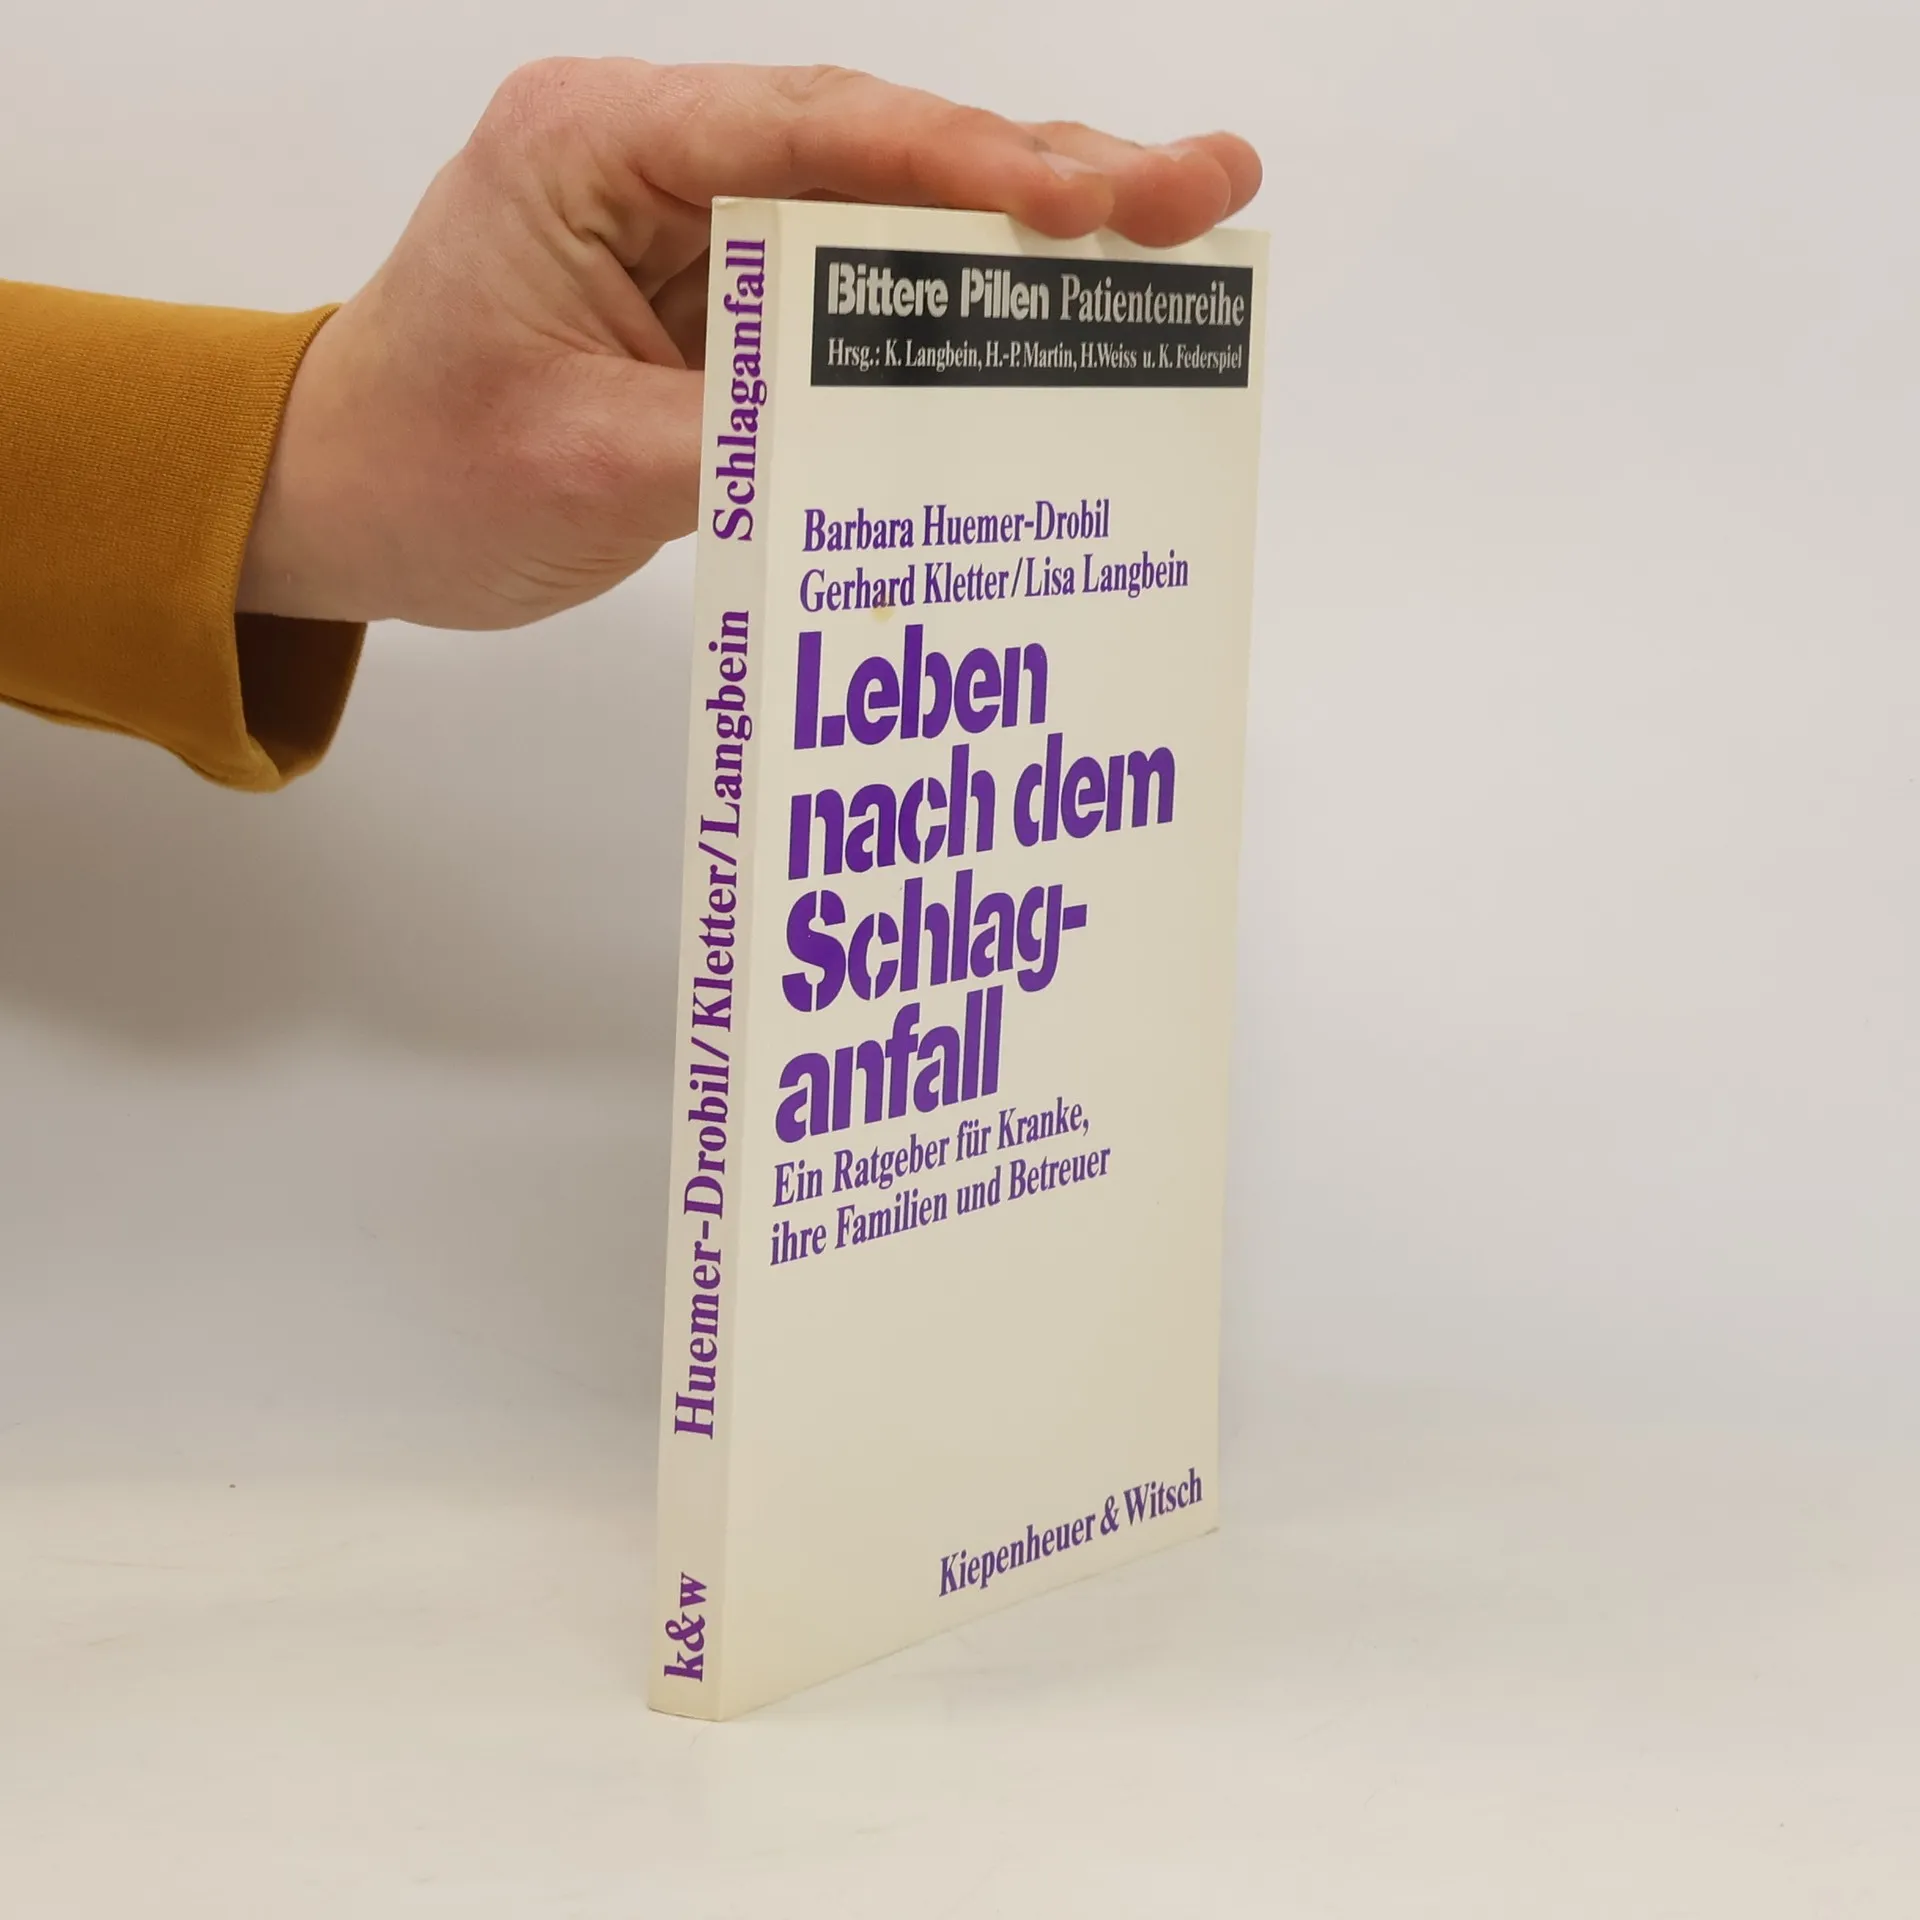 Bittere Pillen Patientenreihe
Hrsg.: K. Langbein, H.-P. Martin, H. Weiss u. K. Federspiel
Barbara Huemer-Drobil
Gerhard Kletter/Lisa Langbein
Leben
nach dem
Schlag-
anfall
Ein Ratgeber für Kranke,
ihre Familien und Betreuer
Kiepenheuer & Witsch
k&w Huemer-Drobil/Kletter/Langbein Schlaganfall